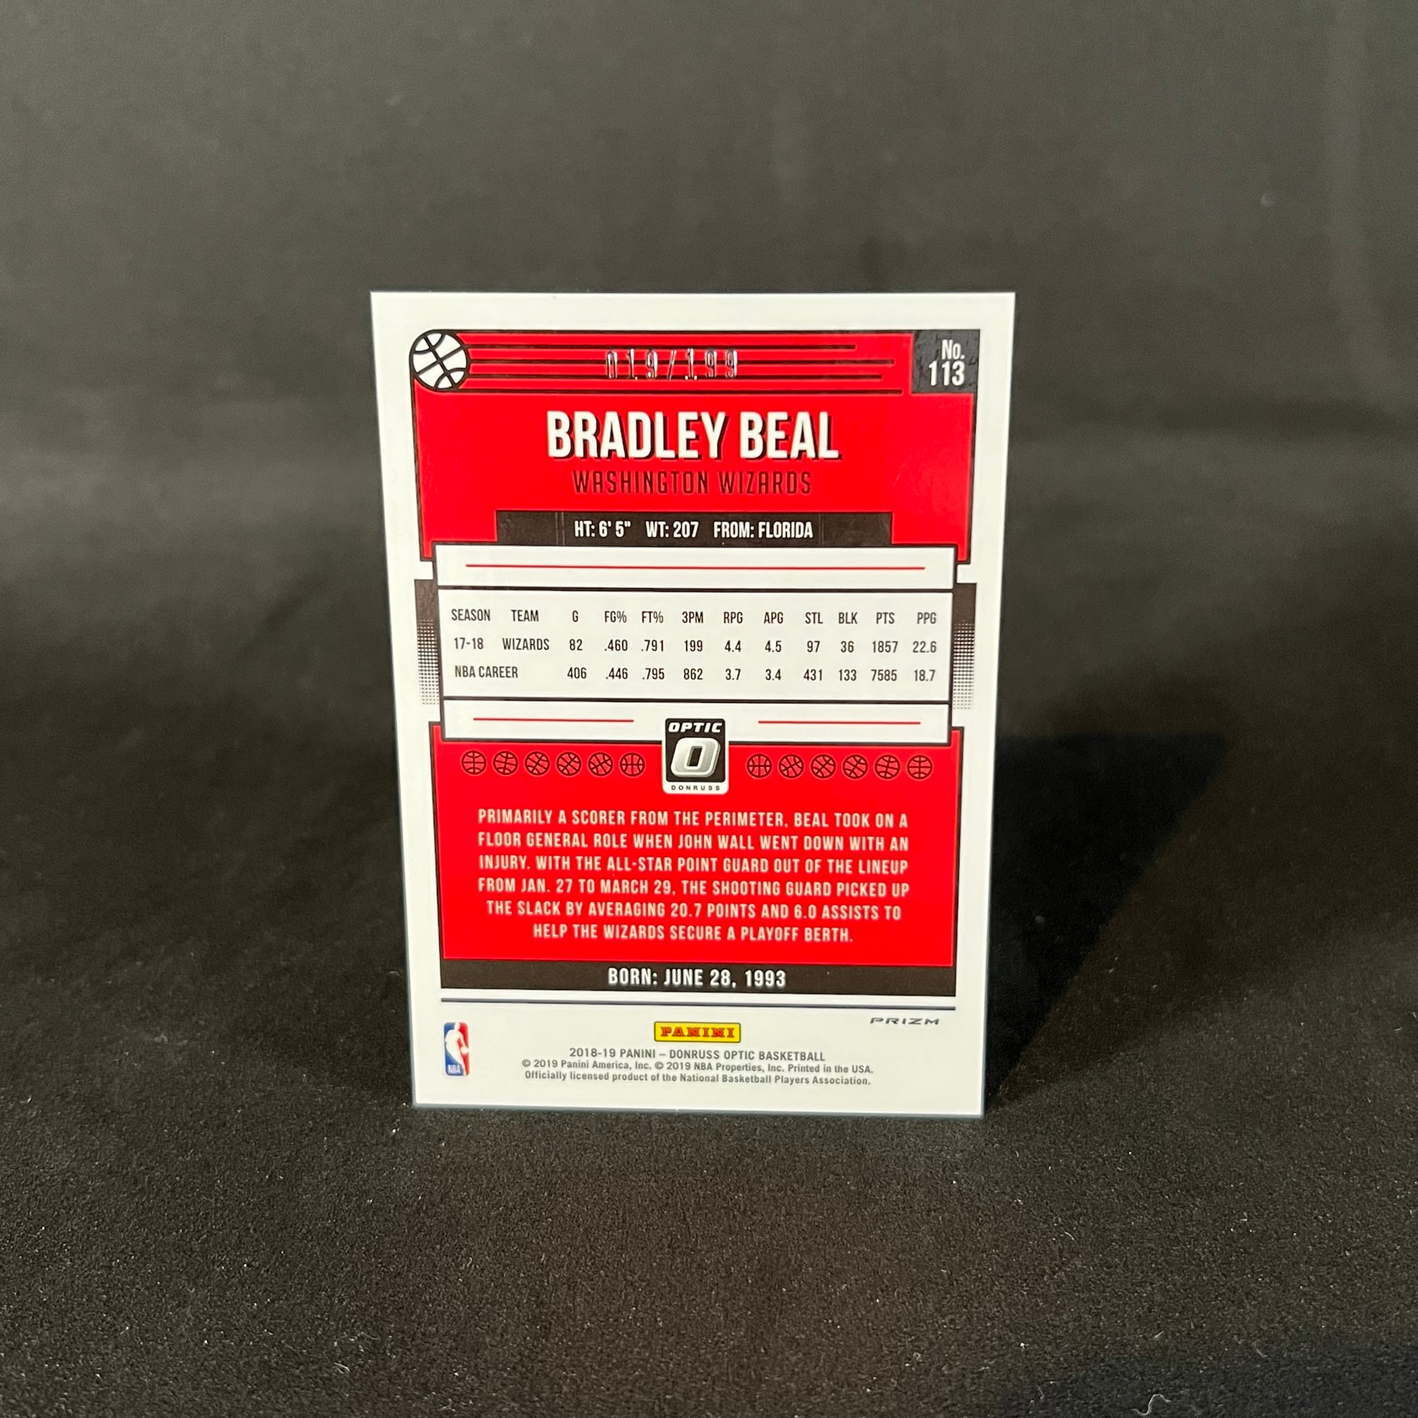 019/199
No.
113
BRADLEY BEAL
WASHINGTON WIZARDS
HT: 6' 5" WT: 207 FROM: FLORIDA
SEASON TEAM G FG% FT% 3PM RPG APG STL BLK PTS PPG
17-18 WIZARDS 82 .460 .791 199 4.4 4.5 97 36 1857 22.6
NBA CAREER 406 .446 .795 862 3.7 3.4 431 133 7585 18.7
OPTIC
O
DONRUSS
PRIMARILY A SCORER FROM THE PERIMETER, BEAL TOOK ON A
FLOOR GENERAL ROLE WHEN JOHN WALL WENT DOWN WITH AN
INJURY. WITH THE ALL-STAR POINT GUARD OUT OF THE LINEUP
FROM JAN. 27 TO MARCH 29, THE SHOOTING GUARD PICKED UP
THE SLACK BY AVERAGING 20.7 POINTS AND 6.0 ASSISTS TO
HELP THE WIZARDS SECURE A PLAYOFF BERTH.
BORN: JUNE 28, 1993
PRIZM
PANINI
NBA
2018-19 PANINI – DONRUSS OPTIC BASKETBALL
© 2019 Panini America, Inc. © 2019 NBA Properties, Inc. Printed in the USA.
Officially licensed product of the National Basketball Players Association.